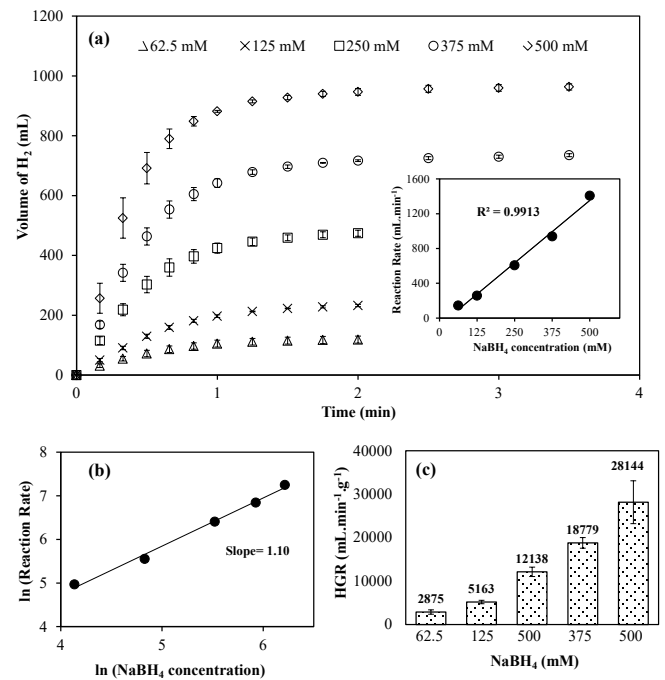 (a)
62.5 mM 125 mM 250 mM 375 mM 500 mM
1200
1000
800
600
400
200
0
Volume of H₂ (mL)
0 1 2 3 4
Time (min)
1600
1200
800
400
0
Reaction Rate (mL.min⁻¹)
R² = 0.9913
0 125 250 375 500
NaBH₄ concentration (mM)
(b)
8
7
6
5
4
ln (Reaction Rate)
Slope= 1.10
4 5 6
ln (NaBH₄ concentration)
(c)
40000
30000
20000
10000
0
HGR (mL.min⁻¹.g⁻¹)
2875 5163 12138 18779 28144
62.5 125 500 375 500
NaBH₄ (mM)